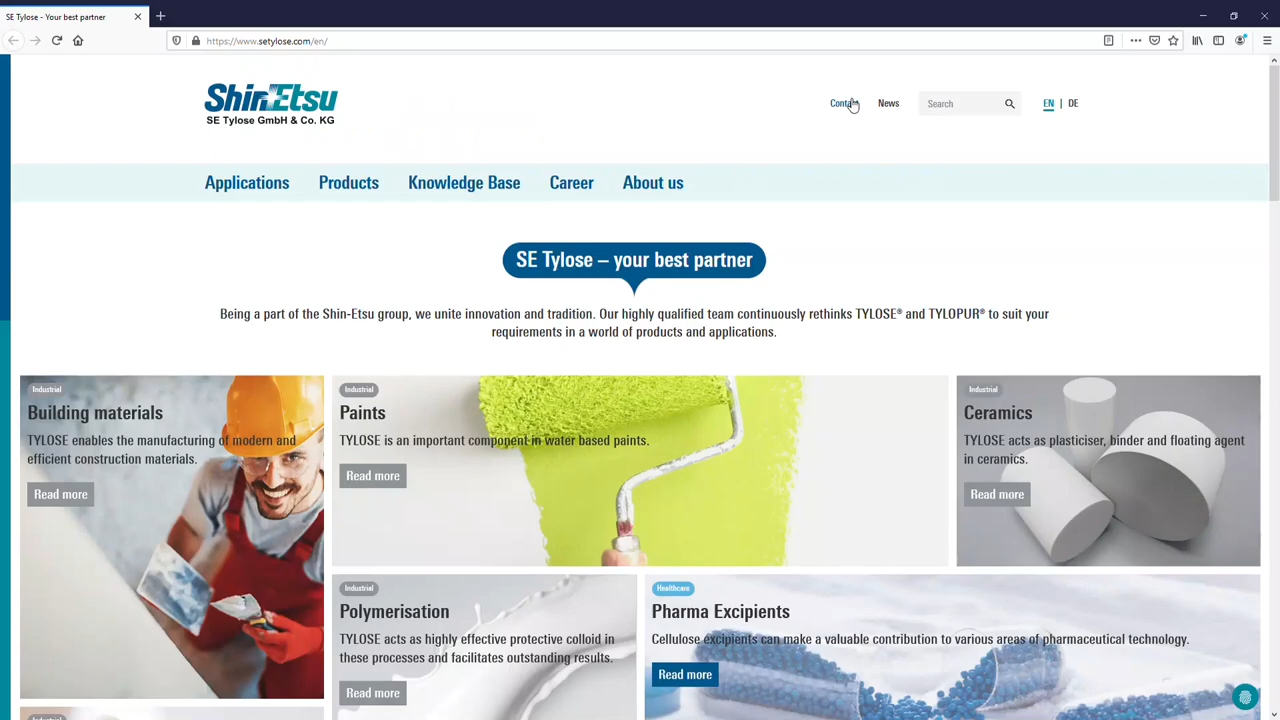 SE Tylose - Your best partner
https://www.setylose.com/en/
ShinEtsu
SE Tylose GmbH & Co. KG
Contact News Search EN | DE
Applications Products Knowledge Base Career About us
SE Tylose – your best partner
Being a part of the Shin-Etsu group, we unite innovation and tradition. Our highly qualified team continuously rethinks TYLOSE® and TYLOPUR® to suit your
requirements in a world of products and applications.
Industrial
Building materials
TYLOSE enables the manufacturing of modern and
efficient construction materials.
Read more
Industrial
Paints
TYLOSE is an important component in water based paints.
Read more
Industrial
Ceramics
TYLOSE acts as plasticiser, binder and floating agent
in ceramics.
Read more
Industrial
Polymerisation
TYLOSE acts as highly effective protective colloid in
these processes and facilitates outstanding results.
Read more
Healthcare
Pharma Excipients
Cellulose excipients can make a valuable contribution to various areas of pharmaceutical technology.
Read more
Industrial